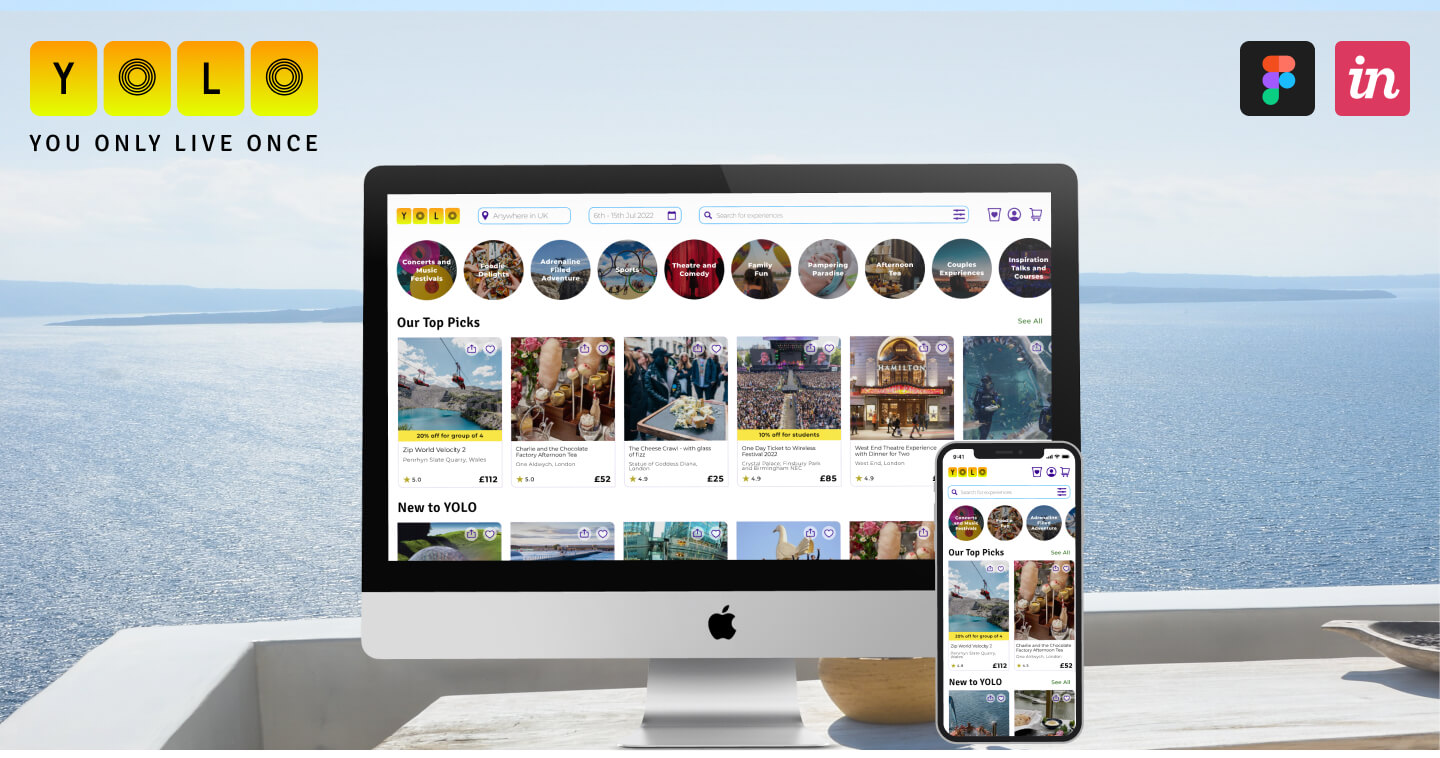 Y O L O
YOU ONLY LIVE ONCE
in
Y O L O
Anywhere in UK
6th - 15th Jul 2022
Search for experiences
Concerts and
Music
Festivals
Foodie
Delights
Adrenaline
Filled
Adventure
Sports
Theatre and
Comedy
Family
Fun
Pampering
Paradise
Afternoon
Tea
Couples
Experiences
Inspiration
Talks and
Courses
Our Top Picks
See All
20% off for group of 4
Zip World Velocity 2
Penrhyn Slate Quarry, Wales
5.0
£112
Charlie and the Chocolate
Factory Afternoon Tea
One Aldwych, London
5.0
£52
The Cheese Crawl - with glass
of fizz
Statue of Goddess Diana,
London
4.9
£25
10% off for students
One Day Ticket to Wireless
Festival 2022
Crystal Palace, Finsbury Park
and Birmingham NEC
4.9
£85
HAMILTON
West End Theatre Experience
with Dinner for Two
West End, London
4.9
£
New to YOLO
9:41
Y O L O
Search for experiences
Concerts
and Music
Festivals
Foodie
Adrenaline
Filled
Adventure
Our Top Picks
See All
20% off for group of 4
Zip World Velocity 2
Penrhyn Slate Quarry,
Wales
4.8
£112
Charlie and the Chocolate
Factory Afternoon Tea
One Aldwych, London
£52
New to YOLO
See All